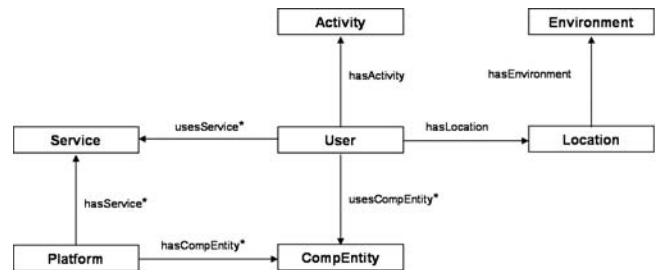 Activity
Environment
hasActivity
hasEnvironment
Service
usesService*
User
hasLocation
Location
hasService*
usesCompEntity*
Platform
hasCompEntity*
CompEntity